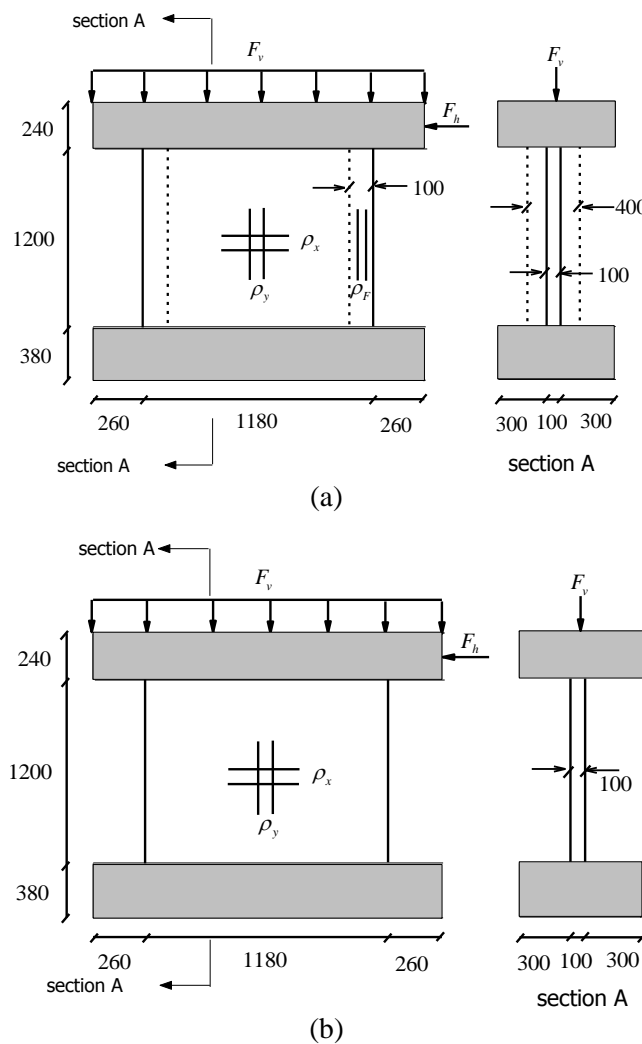 section A
F_v
F_v
240
F_h
100
400
1200
ρ_x
ρ_y
ρ_F
100
380
260
1180
260
300
100
300
section A
section A
(a)
section A
F_v
F_v
240
F_h
1200
ρ_x
100
ρ_y
380
260
1180
260
300
100
300
section A
section A
(b)